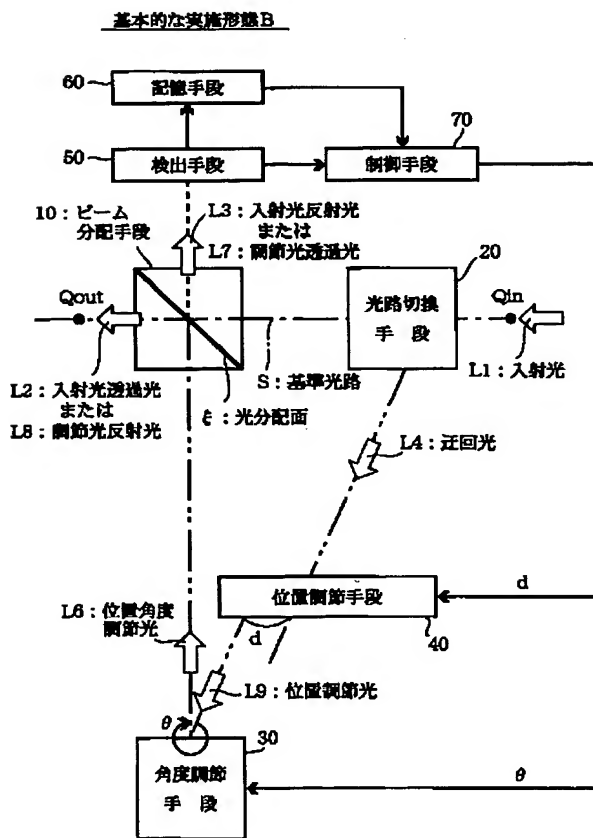 基本的な実施形態B
60
記憶手段
70
50
検出手段
制御手段
10：ビーム
分配手段
L3：入射光反射光
または
L7：調節光透過光
20
Qout
光路切換
手段
Qin
L1：入射光
S：基準光路
L2：入射光透過光
または
L8：調節光反射光
ξ：光分配面
L4：迂回光
位置調節手段
d
40
L6：位置角度
調節光
d
L9：位置調節光
θ
30
角度調節
手段
θ